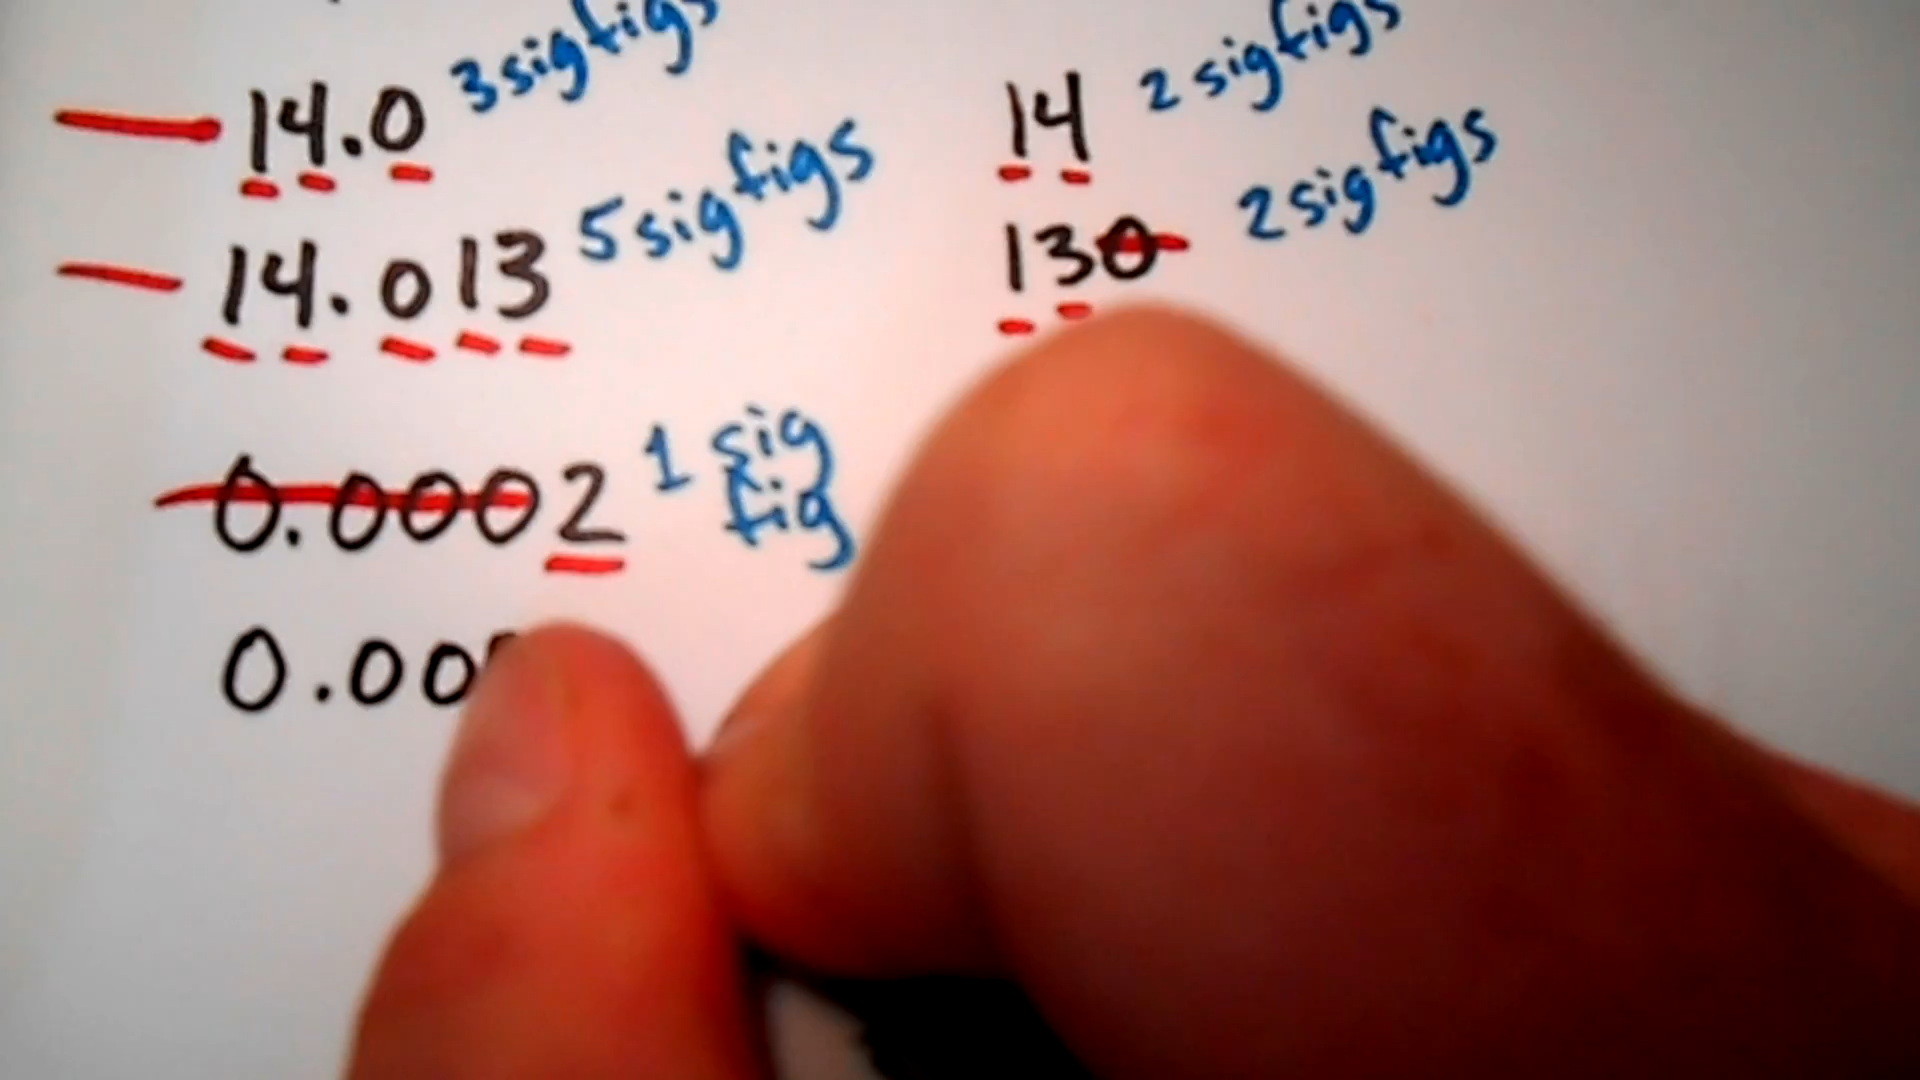 14.0 3 sig figs
14.013 5 sig figs
0.0002 1 sig fig
0.00
14 2 sig figs
130 2 sig figs